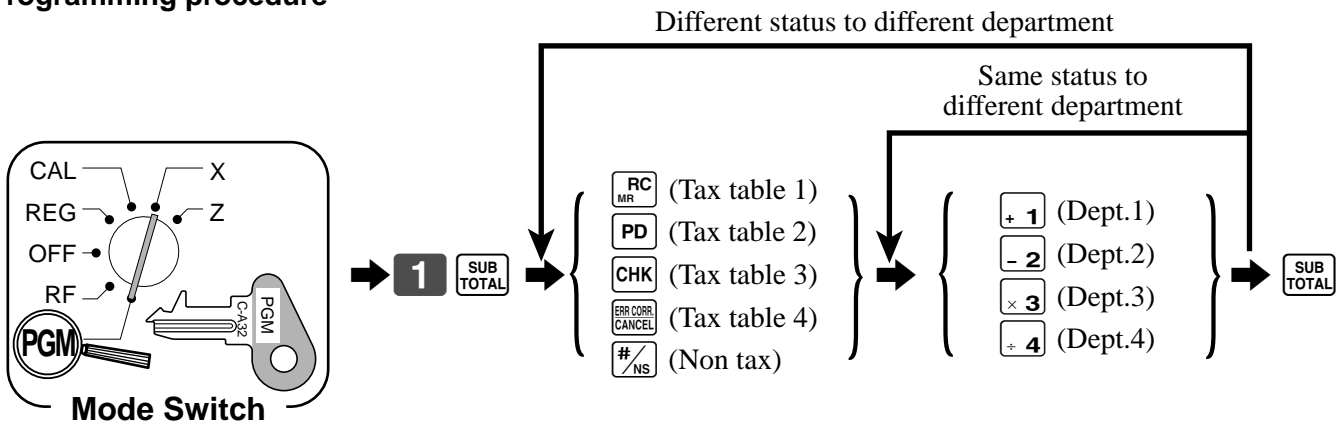 rogramming procedure
Different status to different department
Same status to
different department
CAL
X
REG
Z
OFF
RF
PGM
PGM
C-A32
Mode Switch
1
SUB
TOTAL
RC
MR
(Tax table 1)
PD (Tax table 2)
CHK (Tax table 3)
ERR CORR.
CANCEL
(Tax table 4)
#/NS (Non tax)
+ 1 (Dept.1)
- 2 (Dept.2)
× 3 (Dept.3)
÷ 4 (Dept.4)
SUB
TOTAL